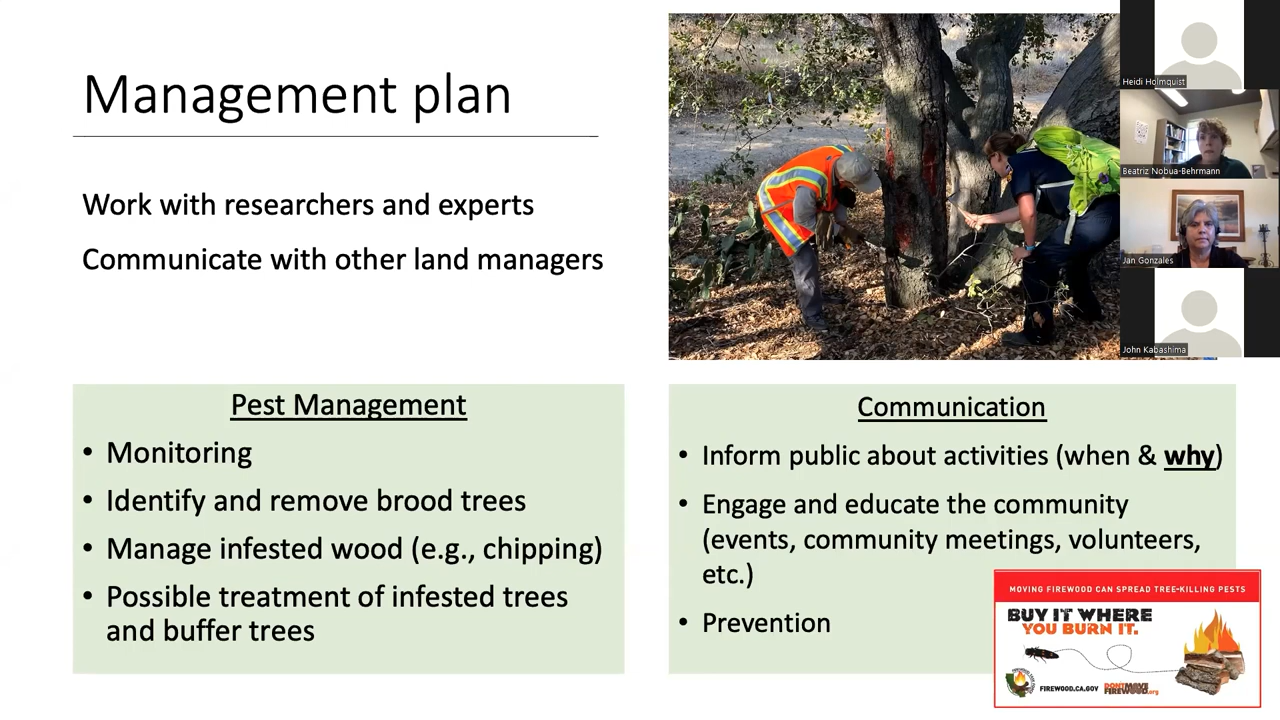 Management plan
Work with researchers and experts
Communicate with other land managers
Heidi Holmquist
Beatriz Nobua-Behrmann
Jan Gonzales
John Kabashima
Pest Management
• Monitoring
• Identify and remove brood trees
• Manage infested wood (e.g., chipping)
• Possible treatment of infested trees
and buffer trees
Communication
• Inform public about activities (when & why)
• Engage and educate the community
(events, community meetings, volunteers,
etc.)
• Prevention
MOVING FIREWOOD CAN SPREAD TREE-KILLING PESTS
BUY IT WHERE
YOU BURN IT.
FIREWOOD.CA.GOV
DONTMOVE
FIREWOOD.org